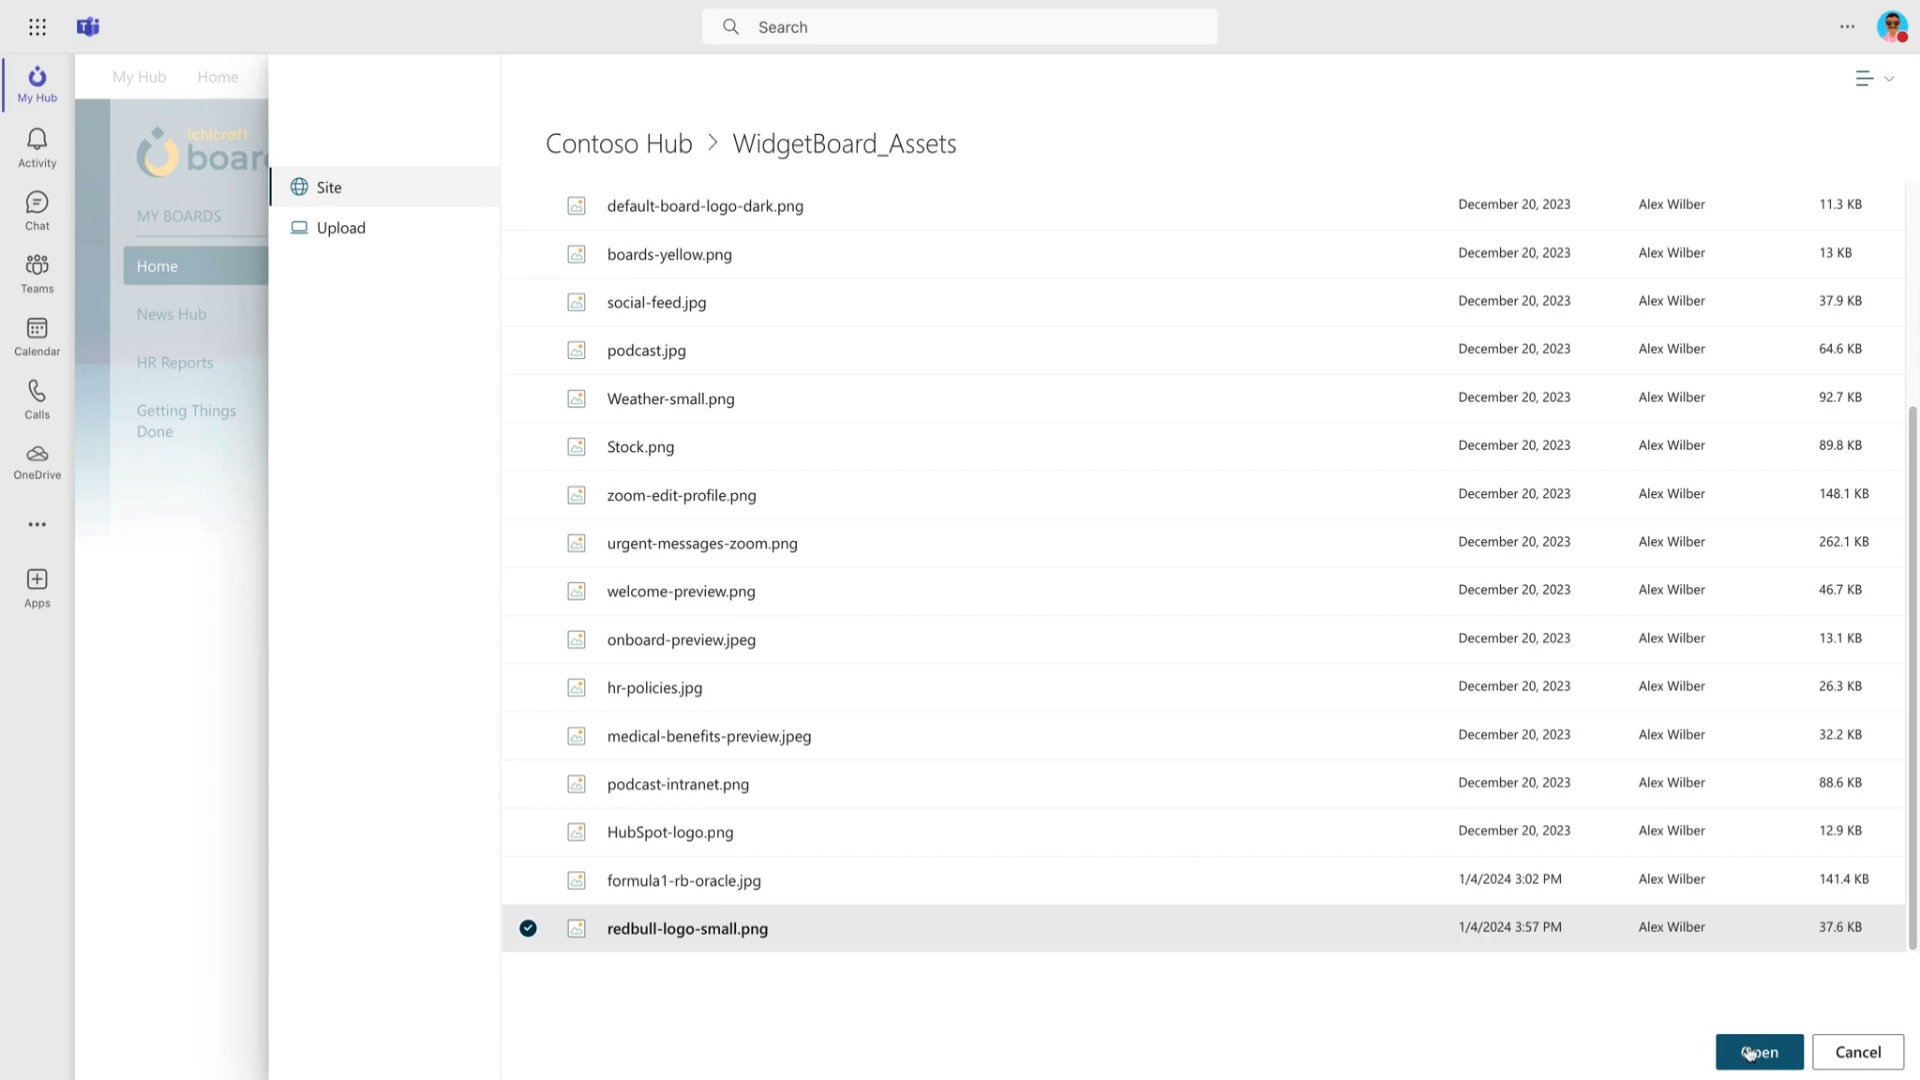 Search
My Hub
Activity
Chat
Teams
Calendar
Calls
OneDrive
Apps
My Hub Home
ichicraft
board
MY BOARDS
Home
News Hub
HR Reports
Getting Things
Done
Site
Upload
Contoso Hub > WidgetBoard_Assets
default-board-logo-dark.png December 20, 2023 Alex Wilber 11.3 KB
boards-yellow.png December 20, 2023 Alex Wilber 13 KB
social-feed.jpg December 20, 2023 Alex Wilber 37.9 KB
podcast.jpg December 20, 2023 Alex Wilber 64.6 KB
Weather-small.png December 20, 2023 Alex Wilber 92.7 KB
Stock.png December 20, 2023 Alex Wilber 89.8 KB
zoom-edit-profile.png December 20, 2023 Alex Wilber 148.1 KB
urgent-messages-zoom.png December 20, 2023 Alex Wilber 262.1 KB
welcome-preview.png December 20, 2023 Alex Wilber 46.7 KB
onboard-preview.jpeg December 20, 2023 Alex Wilber 13.1 KB
hr-policies.jpg December 20, 2023 Alex Wilber 26.3 KB
medical-benefits-preview.jpeg December 20, 2023 Alex Wilber 32.2 KB
podcast-intranet.png December 20, 2023 Alex Wilber 88.6 KB
HubSpot-logo.png December 20, 2023 Alex Wilber 12.9 KB
formula1-rb-oracle.jpg 1/4/2024 3:02 PM Alex Wilber 141.4 KB
redbull-logo-small.png 1/4/2024 3:57 PM Alex Wilber 37.6 KB
Open Cancel